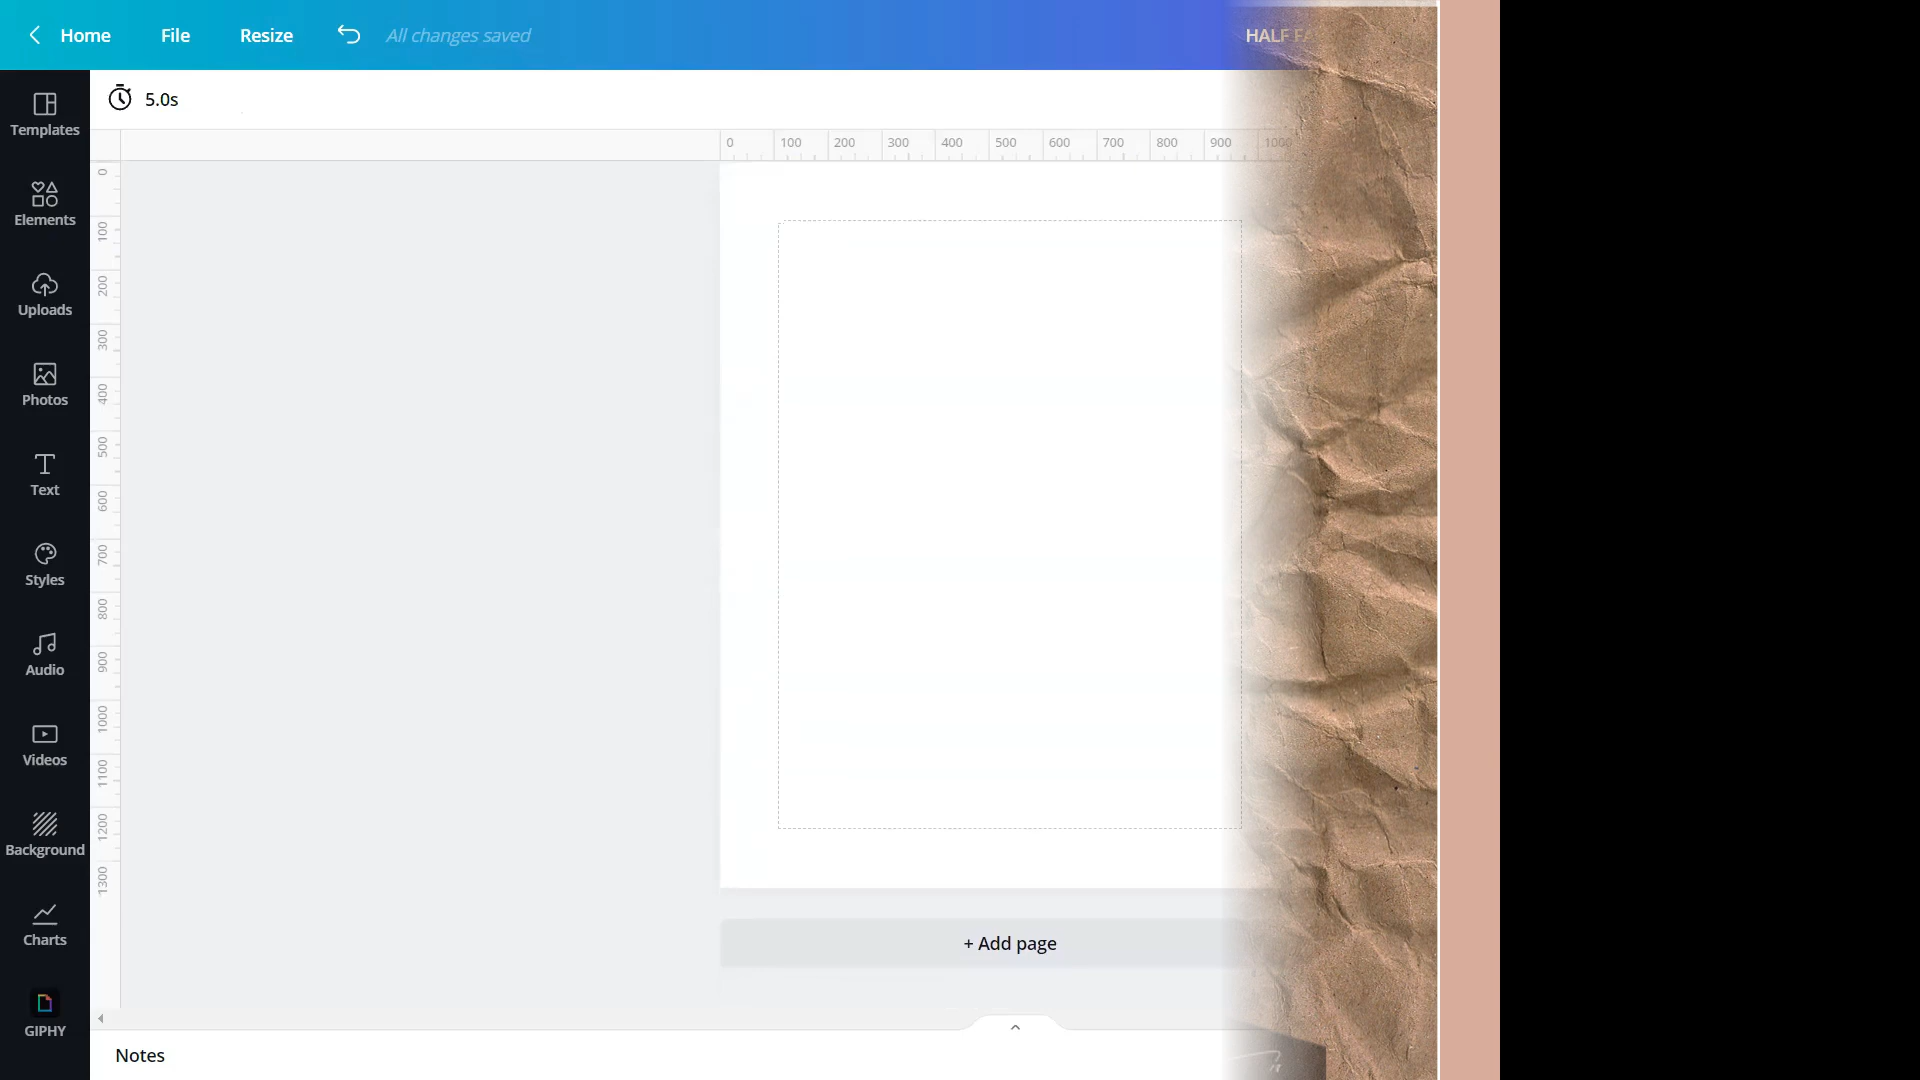 Home File Resize All changes saved HALF
5.0s
Templates
Elements
Uploads
Photos
Text
Styles
Audio
Videos
Background
Charts
GIPHY
0 100 200 300 400 500 600 700 800 900 1000
0
100
200
300
400
500
600
700
800
900
1000
1100
1200
1300
+ Add page
Notes